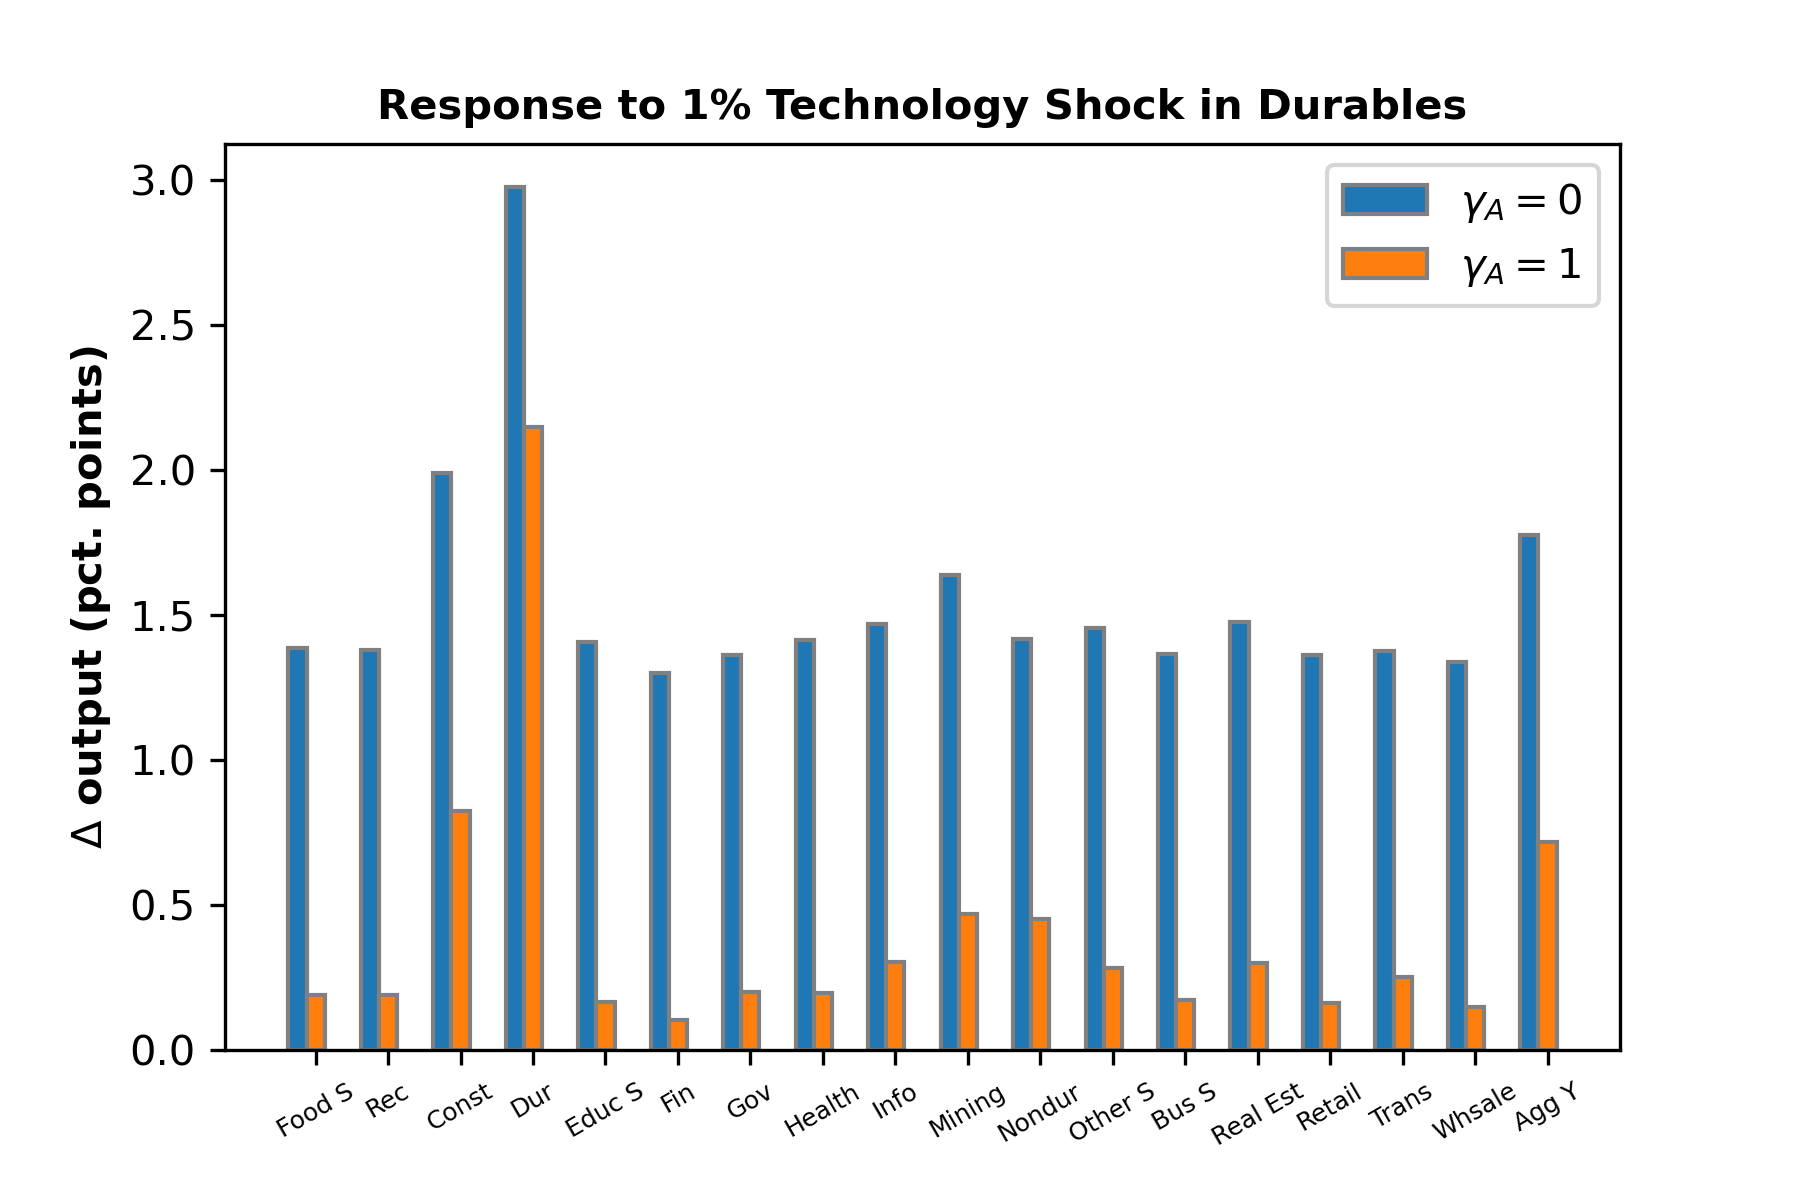 Response to 1% Technology Shock in Durables
γA = 0
γA = 1
Δ output (pct. points)
3.0
2.5
2.0
1.5
1.0
0.5
0.0
Food S
Rec
Const
Dur
Educ S
Fin
Gov
Health
Info
Mining
Nondur
Other S
Bus S
Real Est
Retail
Trans
Whsale
Agg Y